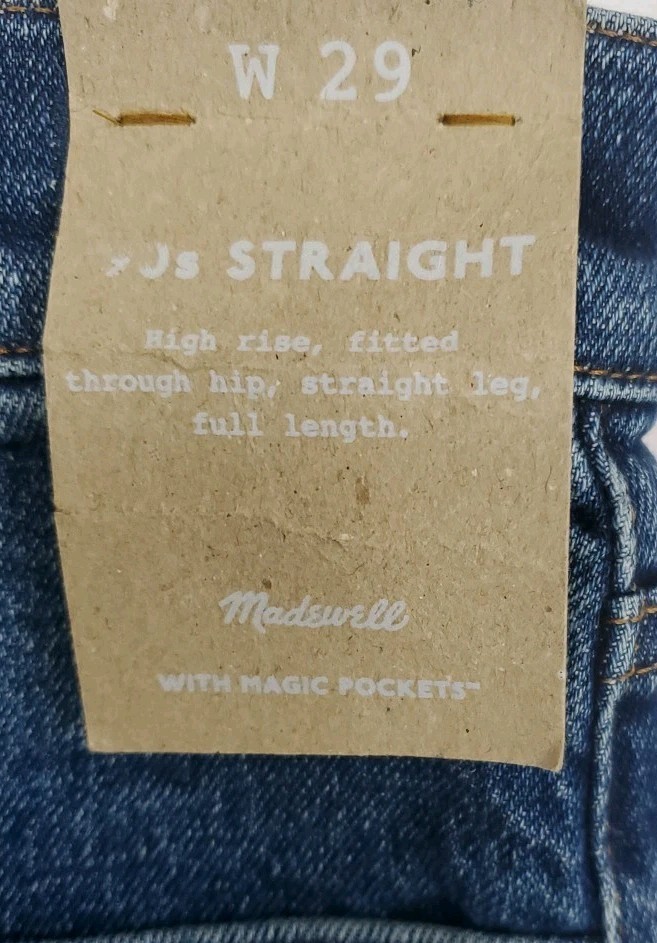 W 29
STRAIGHT
High rise, fitted
through hip, straight leg,
full length.
Madewell
WITH MAGIC POCKETS™